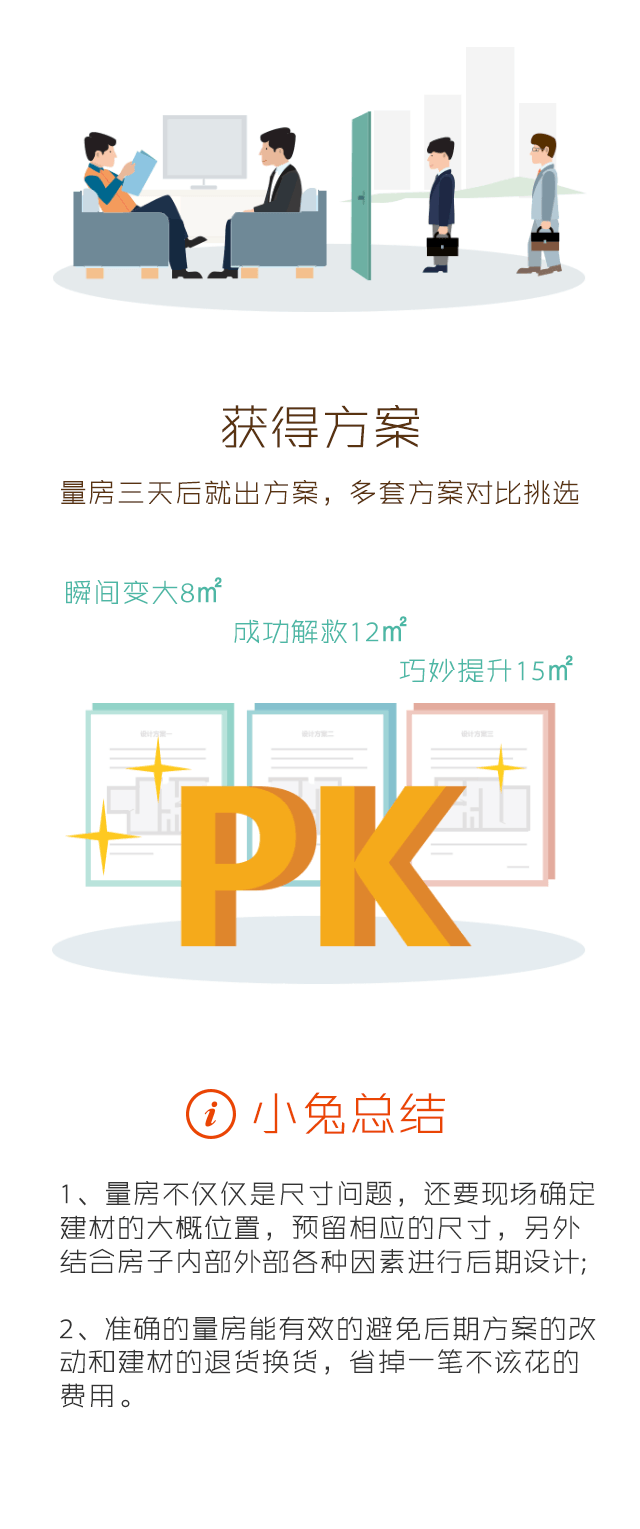 获得方案
量房三天后就出方案，多套方案对比挑选
瞬间变大8㎡
成功解救12㎡
巧妙提升15㎡
设计方案一
设计方案二
设计方案三
PK
i 小兔总结
1、量房不仅仅是尺寸问题，还要现场确定
建材的大概位置，预留相应的尺寸，另外
结合房子内部外部各种因素进行后期设计;
2、准确的量房能有效的避免后期方案的改
动和建材的退货换货，省掉一笔不该花的
费用。